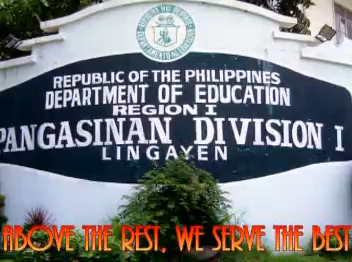 REPUBLIC OF THE PHILIPPINES
DEPARTMENT OF EDUCATION
REGION I
PANGASINAN DIVISION I
LINGAYEN
ABOVE THE REST, WE SERVE THE BEST